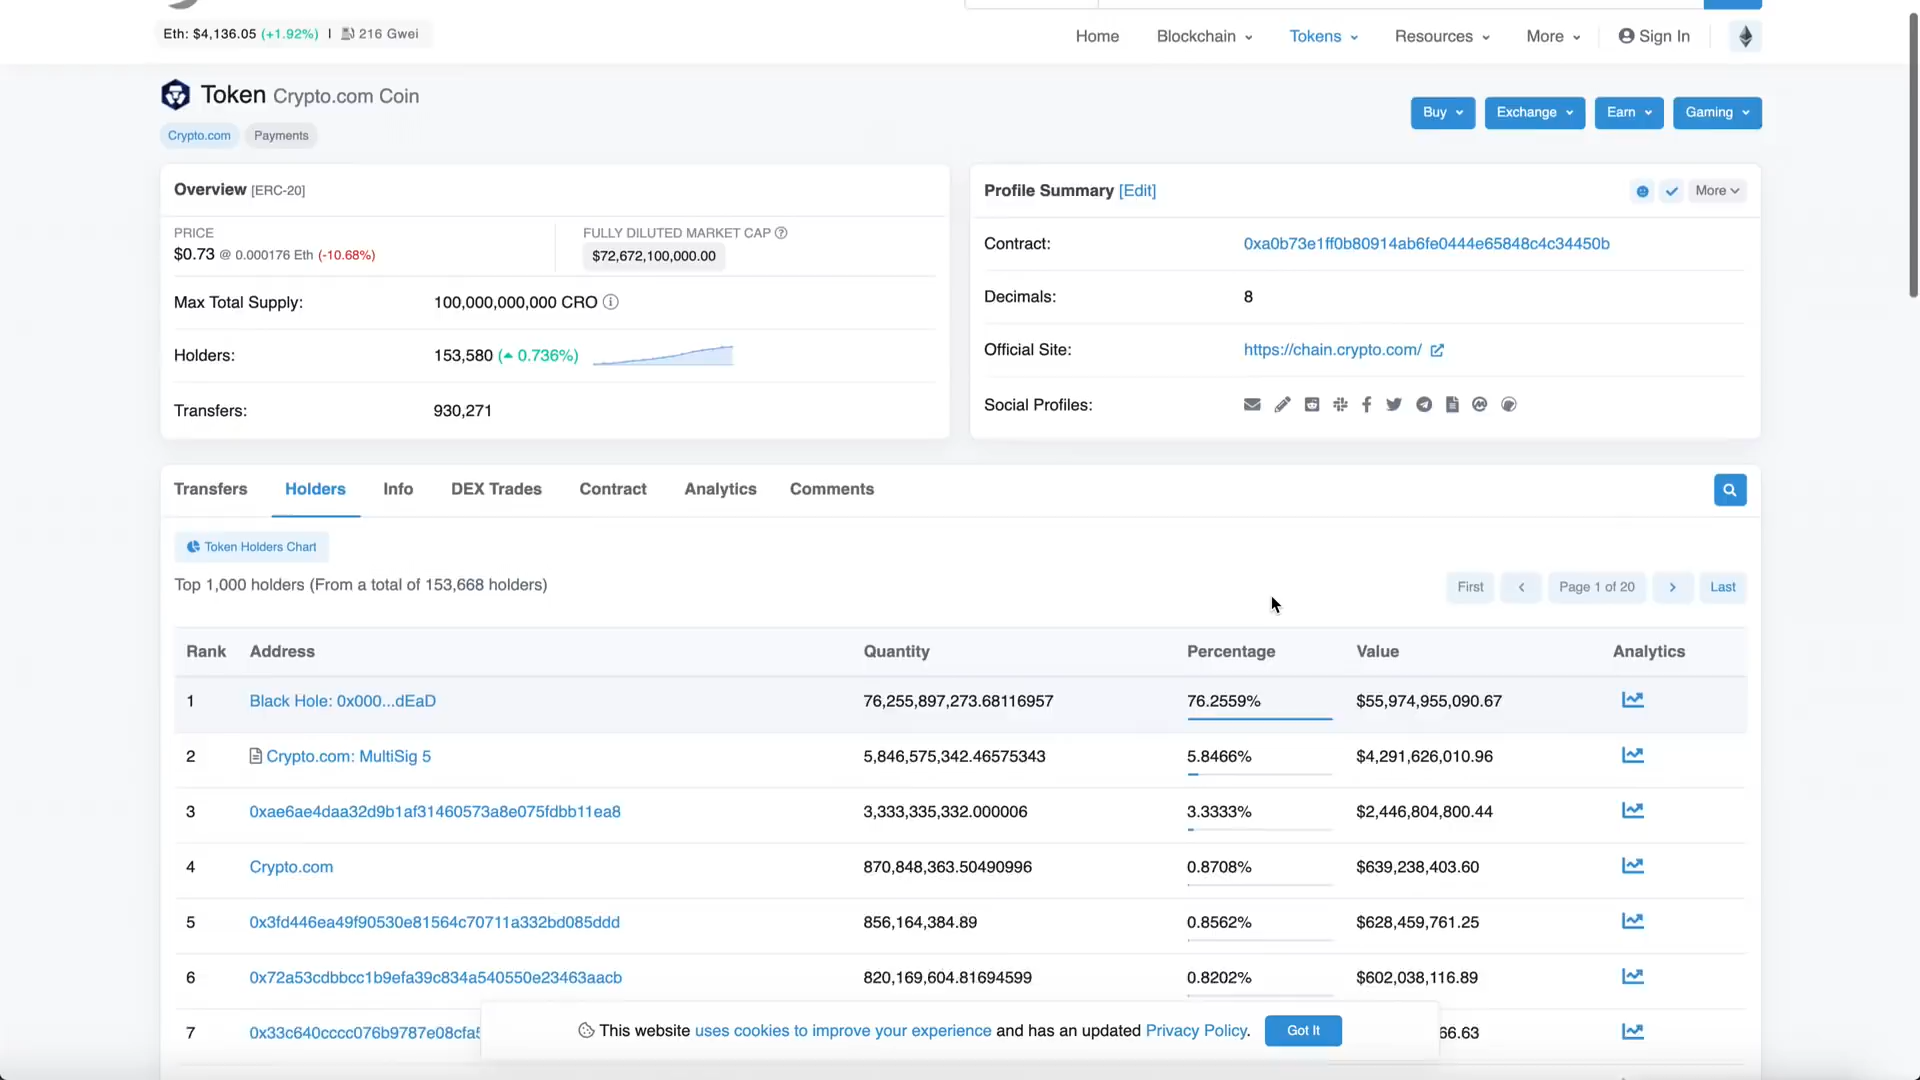 Eth: $4,136.05 (+1.92%) | 216 Gwei
Home Blockchain Tokens Resources More Sign In
Token Crypto.com Coin
Crypto.com Payments
Buy Exchange Earn Gaming
Overview [ERC-20]
PRICE
$0.73 @ 0.000176 Eth (-10.68%)
FULLY DILUTED MARKET CAP
$72,672,100,000.00
Max Total Supply: 100,000,000,000 CRO
Holders: 153,580 (0.736%)
Transfers: 930,271
Profile Summary [Edit] More
Contract: 0xa0b73e1ff0b80914ab6fe0444e65848c4c34450b
Decimals: 8
Official Site: https://chain.crypto.com/
Social Profiles:
Transfers Holders Info DEX Trades Contract Analytics Comments
Token Holders Chart
Top 1,000 holders (From a total of 153,668 holders)
First Page 1 of 20 Last
Rank Address Quantity Percentage Value Analytics
1 Black Hole: 0x000...dEaD 76,255,897,273.68116957 76.2559% $55,974,955,090.67
2 Crypto.com: MultiSig 5 5,846,575,342.46575343 5.8466% $4,291,626,010.96
3 0xae6ae4daa32d9b1af31460573a8e075fdbb11ea8 3,333,335,332.000006 3.3333% $2,446,804,800.44
4 Crypto.com 870,848,363.50490996 0.8708% $639,238,403.60
5 0x3fd446ea49f90530e81564c70711a332bd085ddd 856,164,384.89 0.8562% $628,459,761.25
6 0x72a53cdbbcc1b9efa39c834a540550e23463aacb 820,169,604.81694599 0.8202% $602,038,116.89
7 0x33c640cccc076b9787e08cfa5 66.63
This website uses cookies to improve your experience and has an updated Privacy Policy. Got It